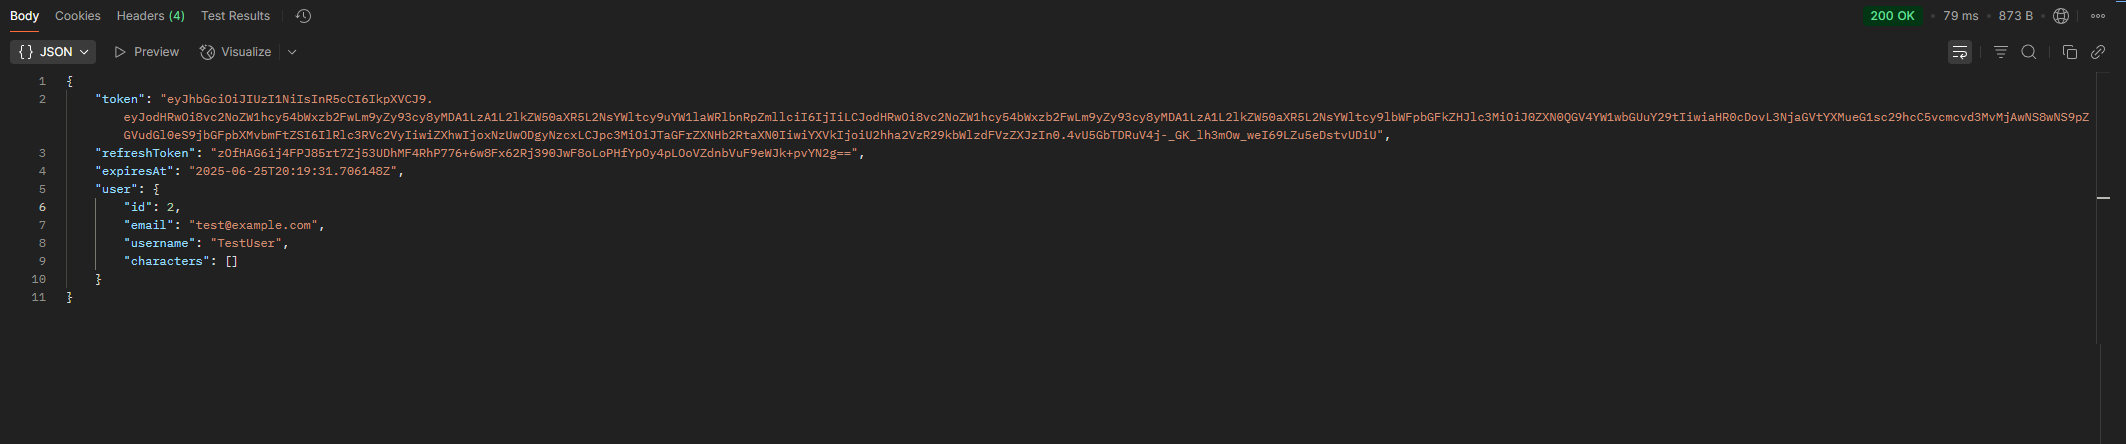 Body Cookies Headers (4) Test Results 200 OK 79 ms 873 B
{} JSON Preview Visualize
1 {
2 "token": "eyJhbGciOiJIUzI1NiIsInR5cCI6IkpXVCJ9.
eyJodHRwOi8vc2NoZW1hcy54bWxzb2FwLm9yZy93cy8yMDA1LzA1L2lkZW50aXR5L2NsYWltcy9uYW1laWRlbnRpZmllciI6IjIiLCJodHRwOi8vc2NoZW1hcy54bWxzb2FwLm9yZy93cy8yMDA1LzA1L2lkZW50aXR5L2NsYWltcy9lbWFpbGFkZHJlc3MiOiJ0ZXN0QGV4YW1wbGUuY29tIiwiaHR0cDovL3NjaGVtYXMueG1sc29hcC5vcmcvd3MvMjAwNS8wNS9pZ
GVudGl0eS9jbGFpbXMvbmFtZSI6IlRlc3RVc2VyIiwiZXhwIjoxNzUwODgyNzcxLCJpc3MiOiJTaGFrZXNHb2RtaXN0IiwiYXVkIjoiU2hha2VzR29kbWlzdFVzZXJzIn0.4vU5GbTDRuV4j-_GK_lh3mOw_weI69LZu5eDstvUDiU",
3 "refreshToken": "zOfHAG6ij4FPJ85rt7Zj53UDhMF4RhP776+6w8Fx62Rj390JwF8oLoPHfYpOy4pLOoVZdnbVuF9eWJk+pvYN2g==",
4 "expiresAt": "2025-06-25T20:19:31.706148Z",
5 "user": {
6 "id": 2,
7 "email": "test@example.com",
8 "username": "TestUser",
9 "characters": []
10 }
11 }